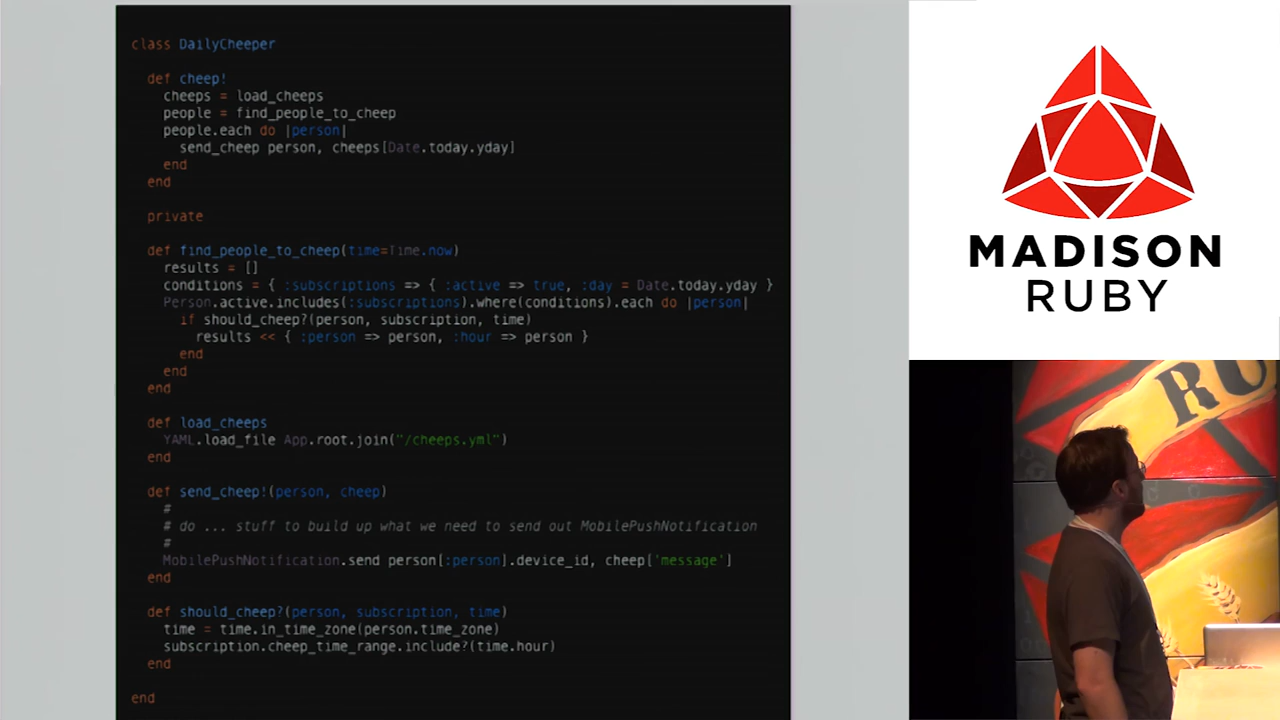 class DailyCheeper
def cheep!
cheeps = load_cheeps
people = find_people_to_cheep
people.each do |person|
send_cheep person, cheeps[Date.today.yday]
end
end
private
def find_people_to_cheep(time=Time.now)
results = []
conditions = { :subscriptions => { :active => true, :day = Date.today.yday }
Person.active.includes(:subscriptions).where(conditions).each do |person|
if should_cheep?(person, subscription, time)
results << { :person => person, :hour => person }
end
end
end
def load_cheeps
YAML.load_file App.root.join("/cheeps.yml")
end
def send_cheep!(person, cheep)
#
# do ... stuff to build up what we need to send out MobilePushNotification
#
MobilePushNotification.send person[:person].device_id, cheep['message']
end
def should_cheep?(person, subscription, time)
time = time.in_time_zone(person.time_zone)
subscription.cheep_time_range.include?(time.hour)
end
end
MADISON
RUBY
RU